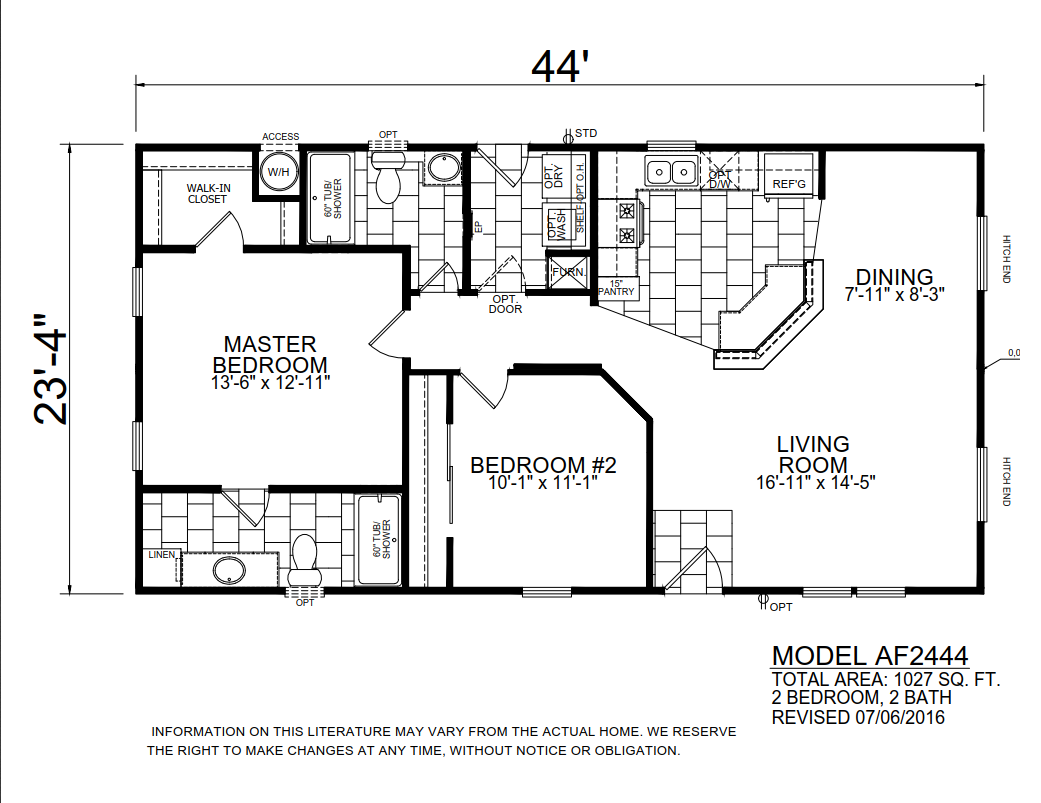 44'
STD
ACCESS
OPT
W/H
WALK-IN
CLOSET
60" TUB/
SHOWER
EP
OPT.
DRY
OPT.
WASH
SHELF
OPT O.H.
OPT
D/W
REF'G
FURN.
15"
PANTRY
OPT.
DOOR
HITCH END
DINING
7'-11" x 8'-3"
23'-4"
MASTER
BEDROOM
13'-6" x 12'-11"
0,0
LIVING
ROOM
16'-11" x 14'-5"
BEDROOM #2
10'-1" x 11'-1"
HITCH END
LINEN
60" TUB/
SHOWER
OPT
OPT
MODEL AF2444
TOTAL AREA: 1027 SQ. FT.
2 BEDROOM, 2 BATH
REVISED 07/06/2016
INFORMATION ON THIS LITERATURE MAY VARY FROM THE ACTUAL HOME. WE RESERVE
THE RIGHT TO MAKE CHANGES AT ANY TIME, WITHOUT NOTICE OR OBLIGATION.